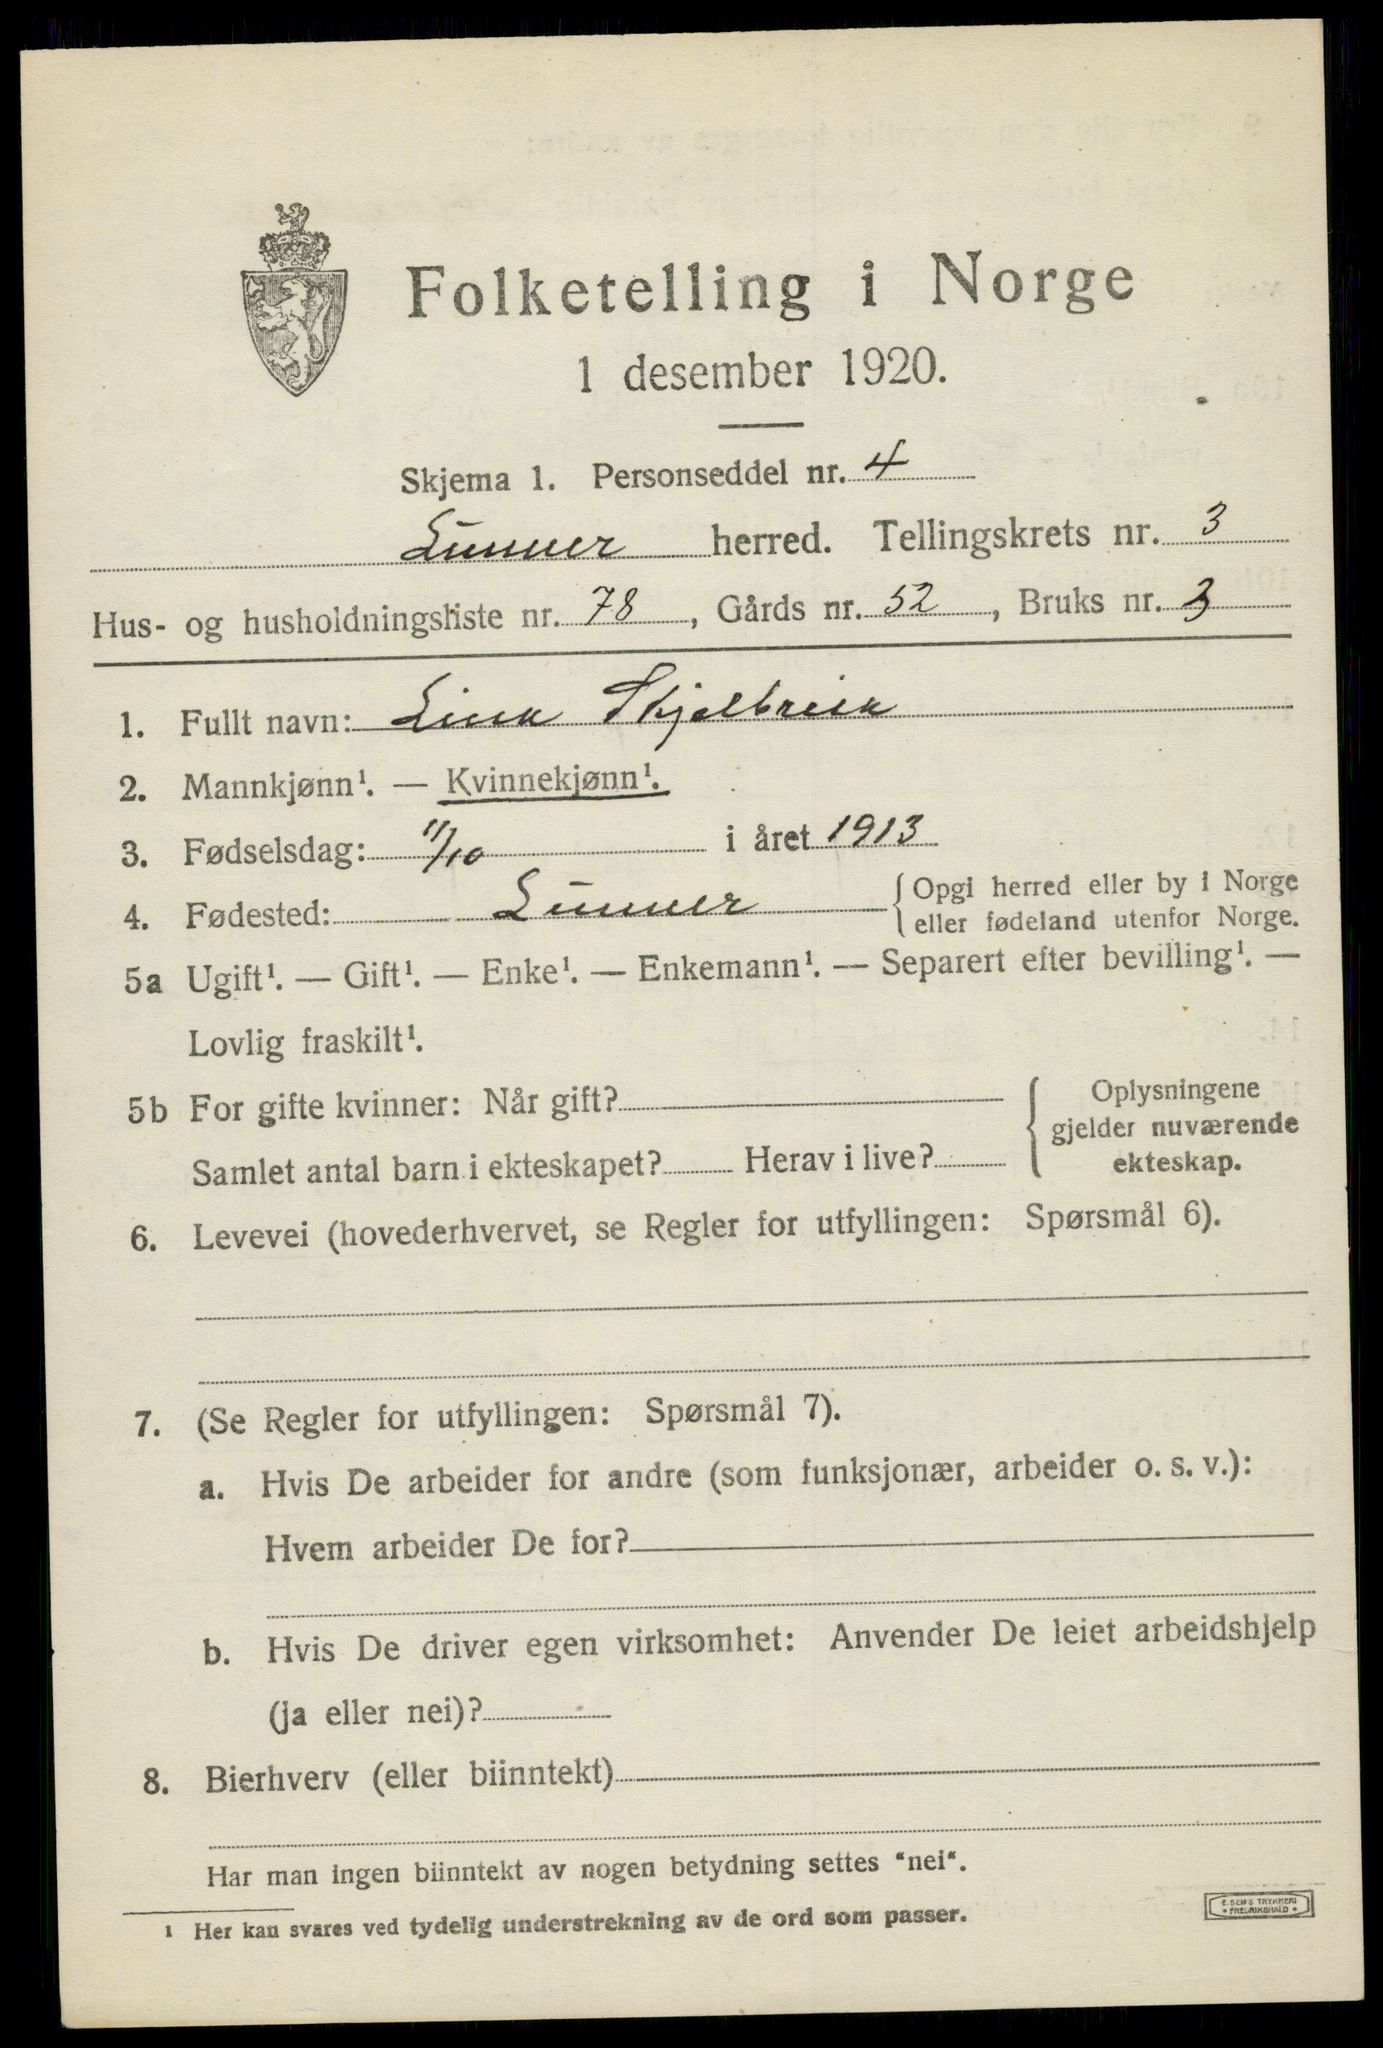 Folketelling i Norge
1 desember 1920.
Skjema 1. Personseddel nr. 4
Lunner herred. Tellingskrets nr. 3
Hus- og husholdningsliste nr. 78, Gårds nr. 52, Bruks nr. 3
1. Fullt navn: Lina Skjelbreia
2. Mannkjønn¹. — Kvinnekjønn¹.
3. Fødselsdag: 11/10 i året 1913
4. Fødested: Lunner { Opgi herred eller by i Norge
eller fødeland utenfor Norge.
5a Ugift¹. — Gift¹. — Enke¹. — Enkemann¹. — Separert efter bevilling¹. —
Lovlig fraskilt¹.
5b For gifte kvinner: Når gift?
Samlet antal barn i ekteskapet? Herav i live?
{ Oplysningene
gjelder nuværende
ekteskap.
6. Levevei (hovederhvervet, se Regler for utfyllingen: Spørsmål 6).
7. (Se Regler for utfyllingen: Spørsmål 7).
a. Hvis De arbeider for andre (som funksjonær, arbeider o. s. v.):
Hvem arbeider De for?
b. Hvis De driver egen virksomhet: Anvender De leiet arbeidshjelp
(ja eller nei)?
8. Bierhverv (eller biinntekt)
Har man ingen biinntekt av nogen betydning settes "nei".
¹ Her kan svares ved tydelig understrekning av de ord som passer.
E. SEM'S TRYKKERI
• FREDRIKSHALD •